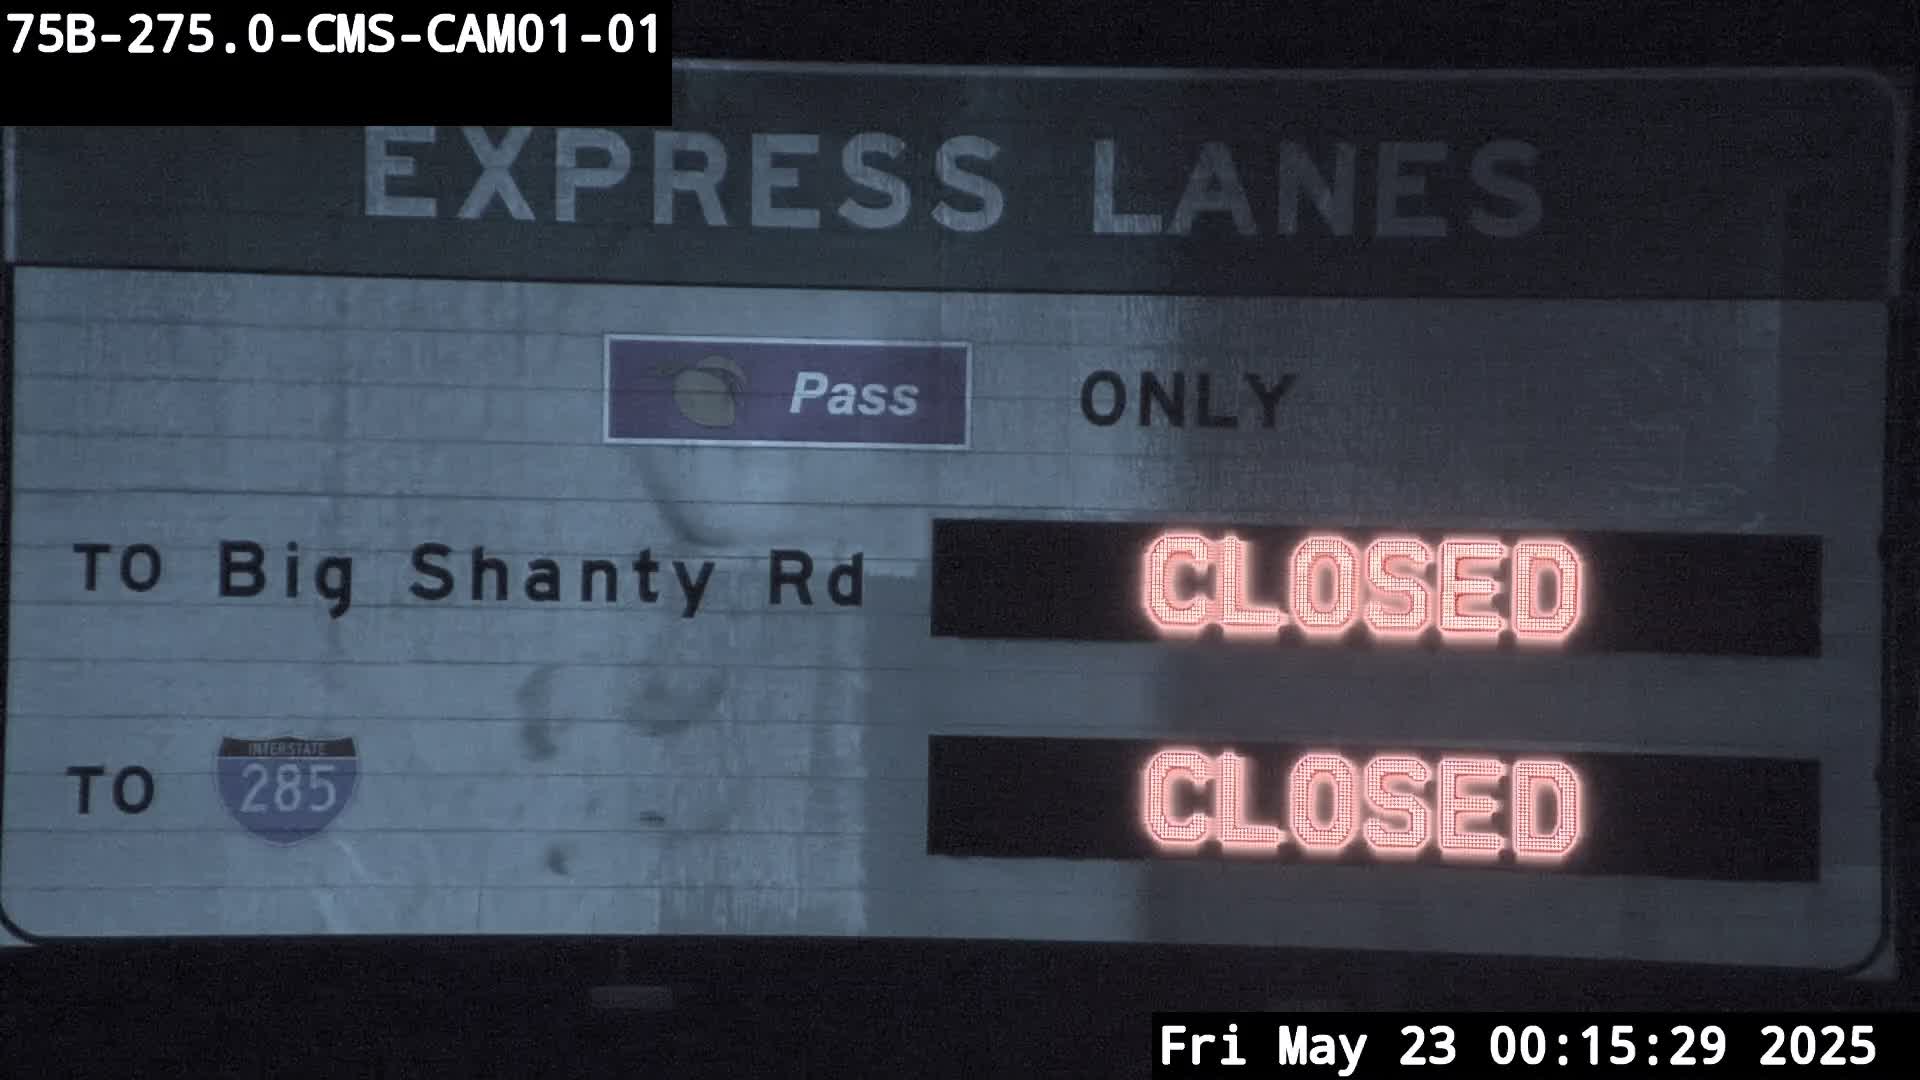 75B-275.0-CMS-CAM01-01
EXPRESS LANES
Pass ONLY
TO Big Shanty Rd CLOSED
TO INTERSTATE 285 CLOSED
Fri May 23 00:15:29 2025